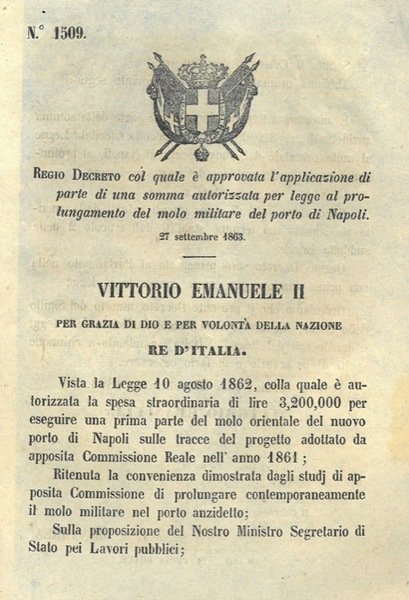 N.° 1509.
REGIO DECRETO col quale è approvata l'applicazione di
parte di una somma autorizzata per legge al pro-
lungamento del molo militare del porto di Napoli.
27 settembre 1863.
VITTORIO EMANUELE II
PER GRAZIA DI DIO E PER VOLONTÀ DELLA NAZIONE
RE D'ITALIA.
Vista la Legge 10 agosto 1862, colla quale è au-
torizzata la spesa straordinaria di lire 3,200,000 per
eseguire una prima parte del molo orientale del nuovo
porto di Napoli sulle tracce del progetto adottato da
apposita Commissione Reale nell' anno 1861;
Ritenuta la convenienza dimostrata dagli studj di ap-
posita Commissione di prolungare contemporaneamente
il molo militare nel porto anzidetto;
Sulla proposizione del Nostro Ministro Segretario di
Stato pei Lavori pubblici;